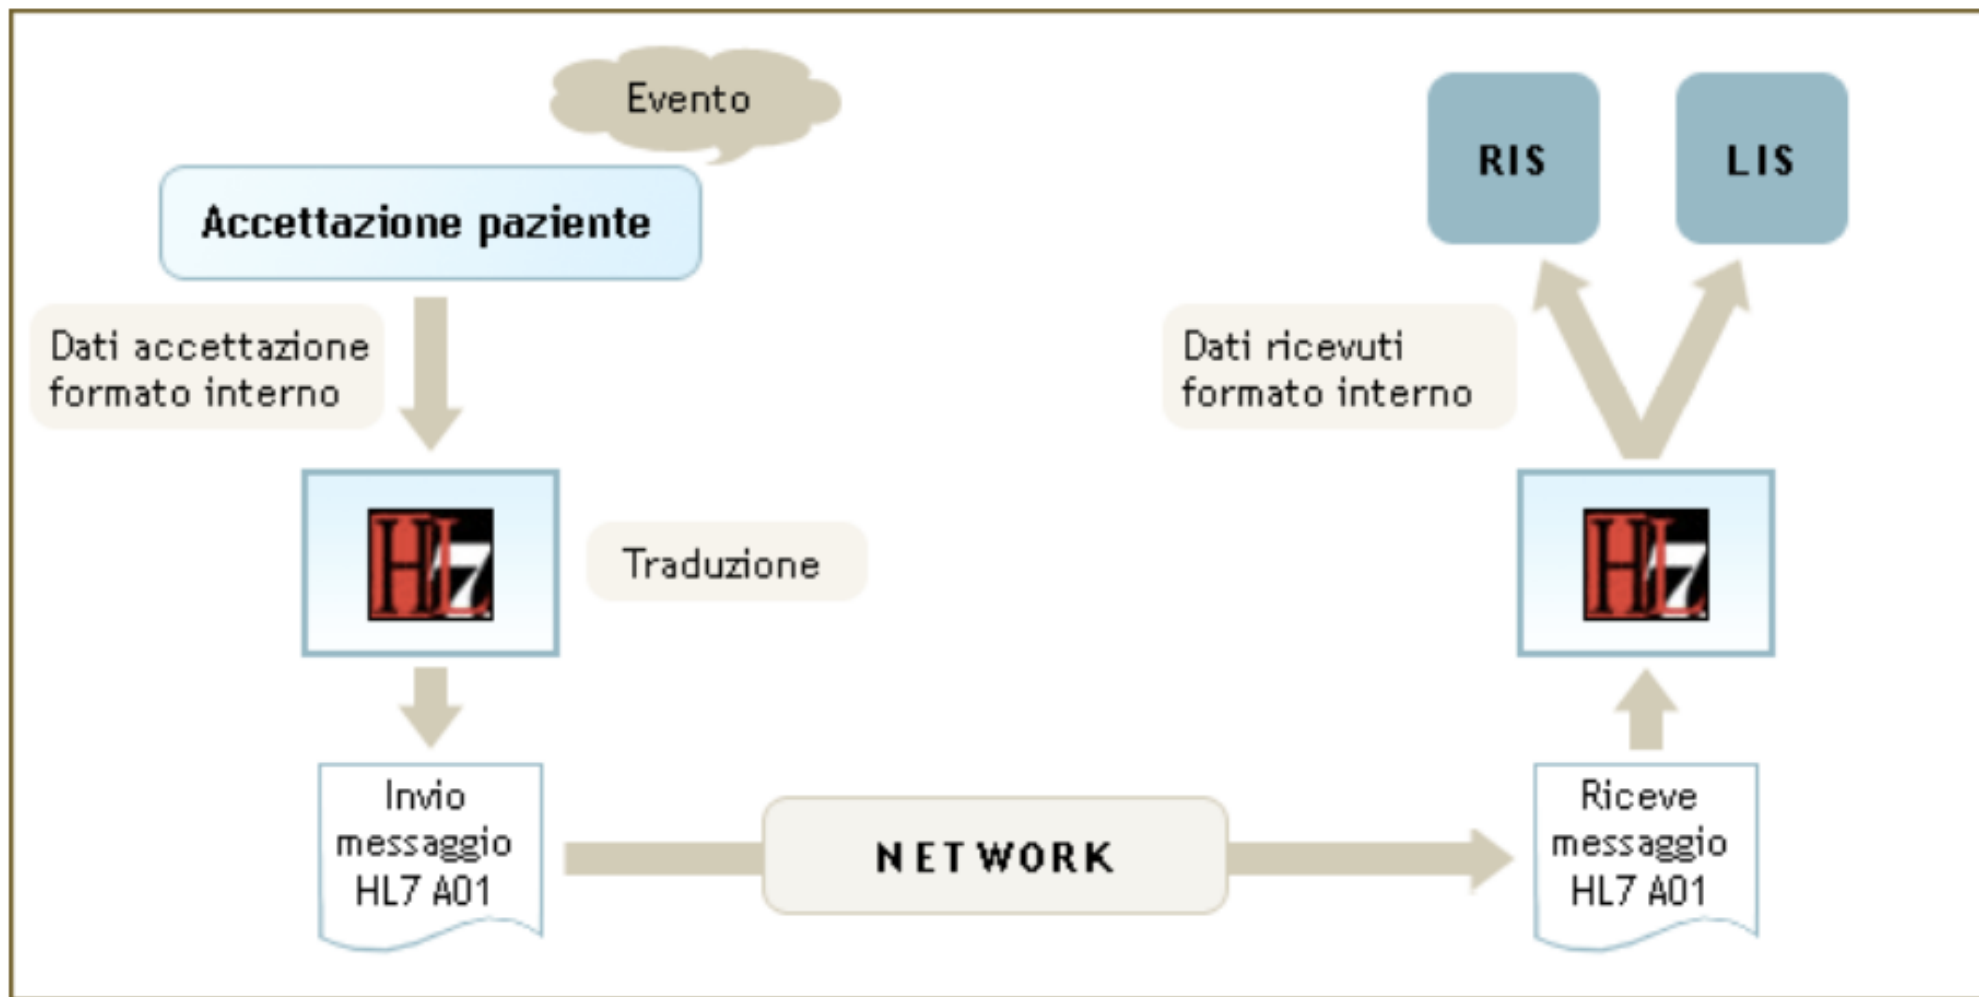 Evento
Accettazione paziente
Dati accettazione
formato interno
HL7
Traduzione
Invio
messaggio
HL7 A01
NETWORK
Riceve
messaggio
HL7 A01
HL7
Dati ricevuti
formato interno
RIS
LIS